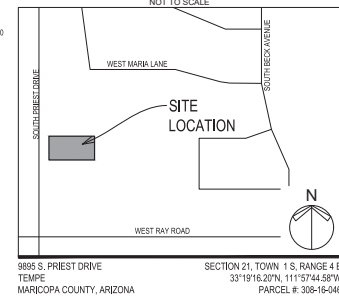 NOT TO SCALE
SOUTH PRIEST DRIVE
WEST MARIA LANE
SOUTH BECK AVENUE
SITE
LOCATION
N
WEST RAY ROAD
9895 S. PRIEST DRIVE
TEMPE
MARICOPA COUNTY, ARIZONA
SECTION 21, TOWN 1 S, RANGE 4 E
33°19'16.20"N, 111°57'44.58"W
PARCEL #: 308-16-046